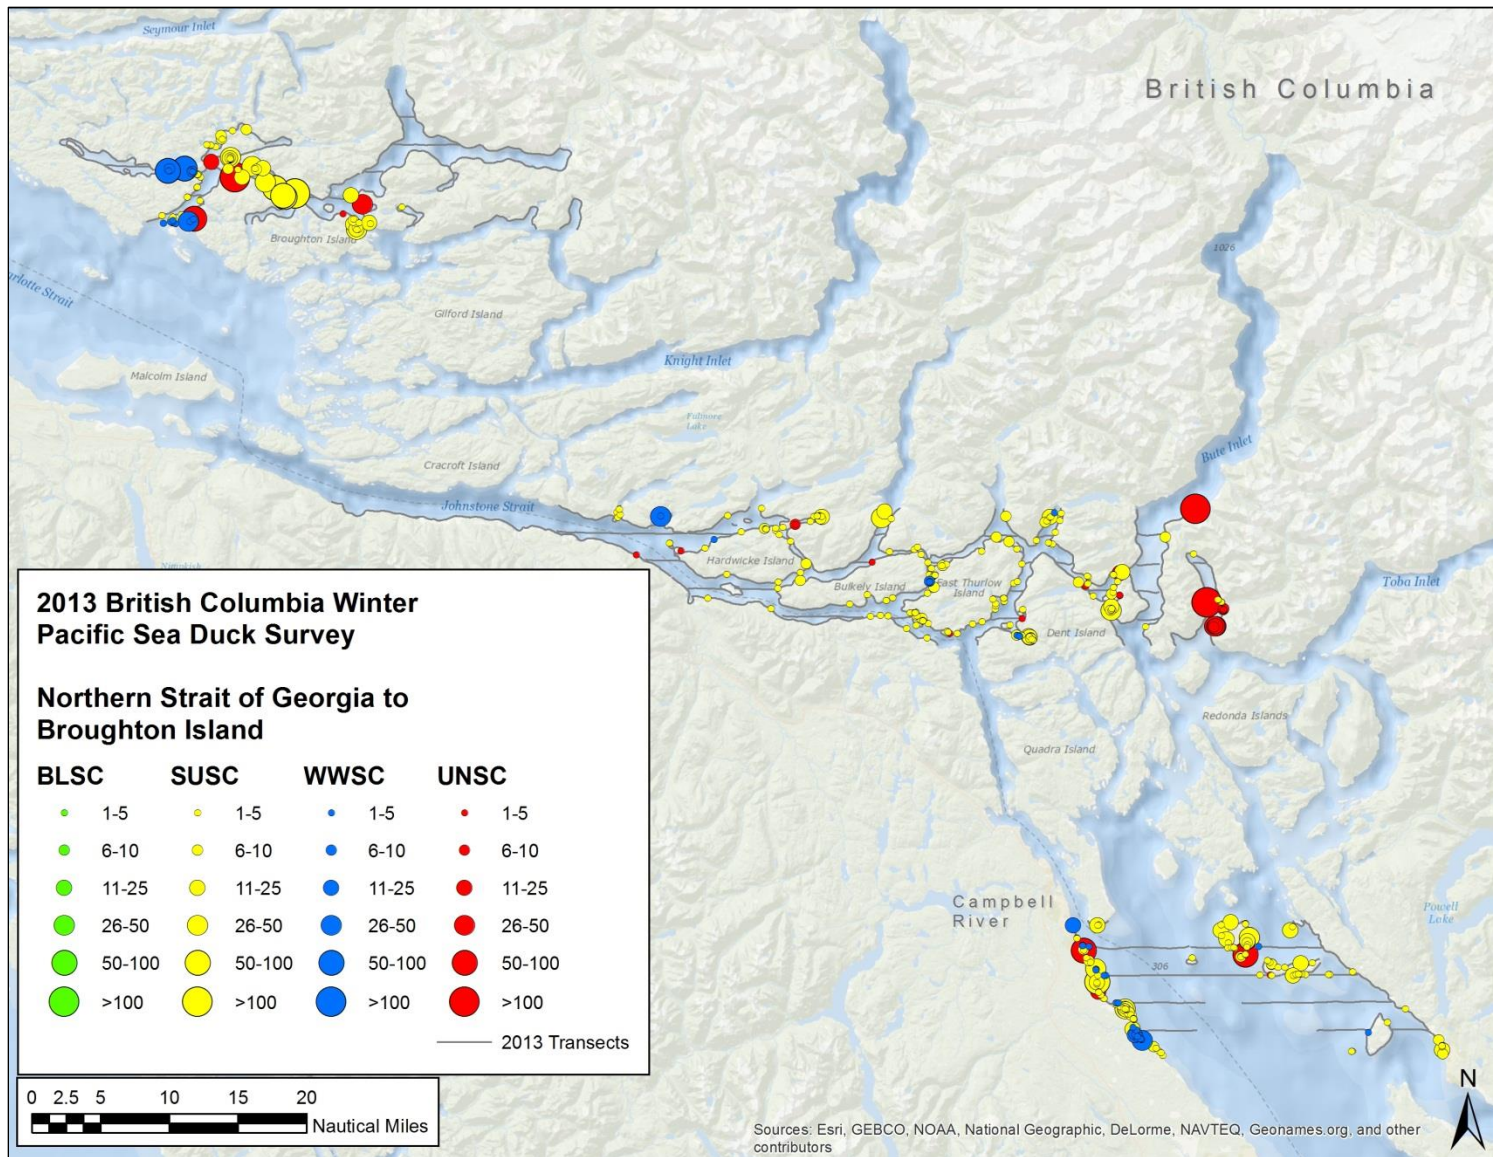 Seymour Inlet
British Columbia
Broughton Island
1026
arlotte Strait
Gilford Island
Knight Inlet
Malcolm Island
Fulmore
Lake
Bute Inlet
Cracroft Island
Johnstone Strait
Hardwicke Island
Nimpkish
Bulkely Island
East Thurlow
Island
Toba Inlet
Dent Island
Redonda Islands
Quadra Island
2013 British Columbia Winter
Pacific Sea Duck Survey
Northern Strait of Georgia to
Broughton Island
BLSC SUSC WWSC UNSC
1-5 1-5 1-5 1-5
6-10 6-10 6-10 6-10
11-25 11-25 11-25 11-25
26-50 26-50 26-50 26-50
50-100 50-100 50-100 50-100
>100 >100 >100 >100
2013 Transects
Campbell
River
Powell
Lake
306
0 2.5 5 10 15 20
Nautical Miles
N
Sources: Esri, GEBCO, NOAA, National Geographic, DeLorme, NAVTEQ, Geonames.org, and other
contributors